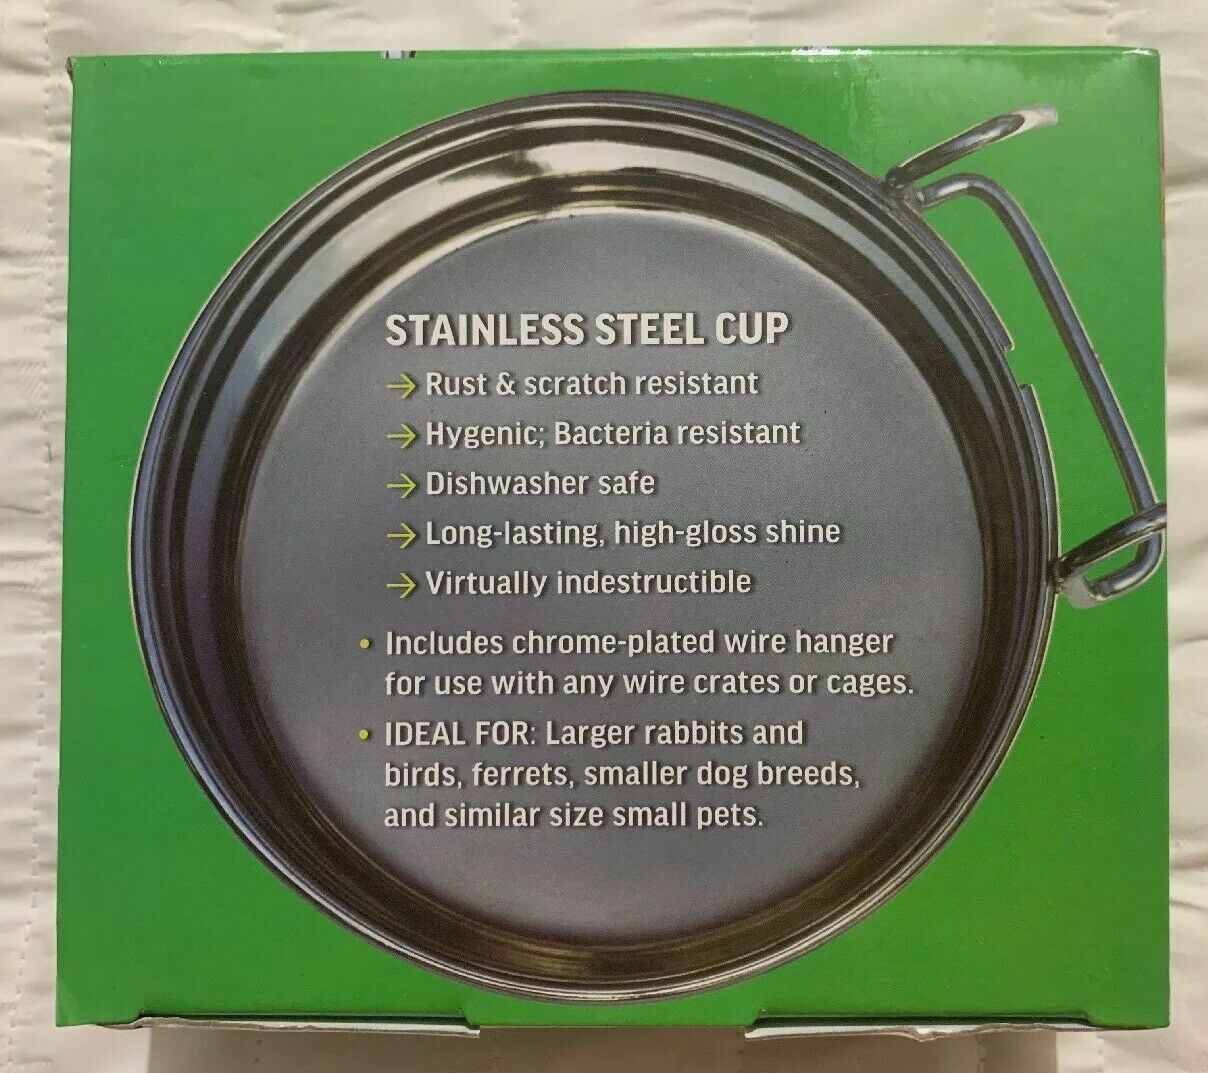 STAINLESS STEEL CUP
→ Rust & scratch resistant
→ Hygenic; Bacteria resistant
→ Dishwasher safe
→ Long-lasting, high-gloss shine
→ Virtually indestructible
• Includes chrome-plated wire hanger
for use with any wire crates or cages.
• IDEAL FOR: Larger rabbits and
birds, ferrets, smaller dog breeds,
and similar size small pets.